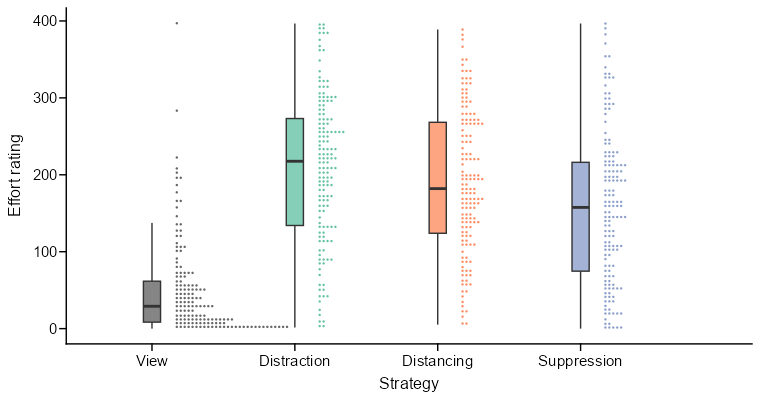 Effort rating
400
300
200
100
0
View Distraction Distancing Suppression
Strategy